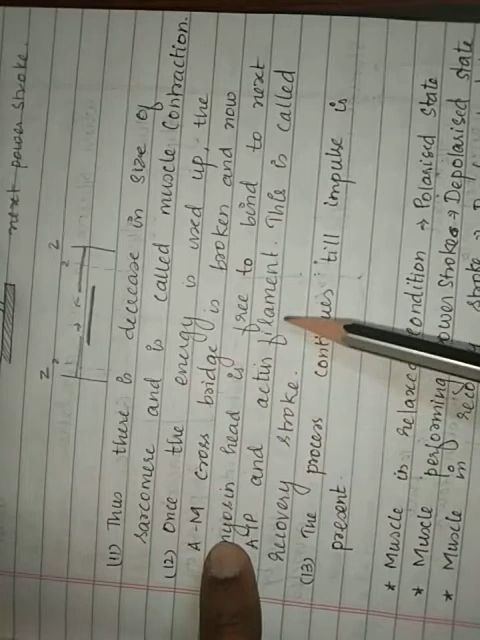 next power stroke.
Z Z
Z Z
(11) Thus there is decrease in size of
sarcomere and is called muscle contraction.
(12) Once the energy is used up, the
A-M cross bridge is broken and now
myosin head is free to bind to next
ATP and actin filament. This is called
recovery stroke.
(13) The process continues till impulse is
present.
* Muscle in relaxed condition → Polarised state
* Muscle performing power stroke → Depolarised state
* Muscle in stroke →